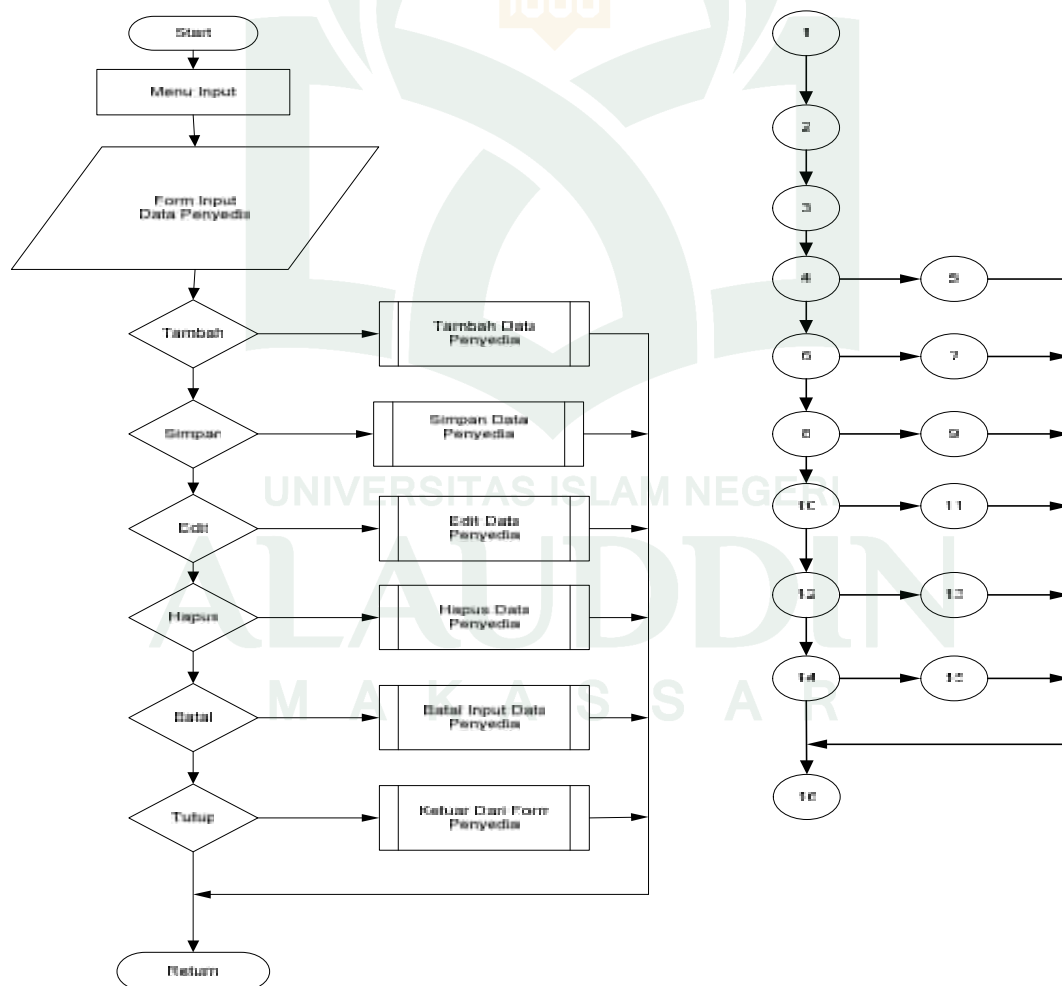 Start
Menu Input
Form Input
Data Penyedia
Tambah
Tambah Data
Penyedia
Simpan
Simpan Data
Penyedia
Edit
Edit Data
Penyedia
Hapus
Hapus Data
Penyedia
Batal
Batal Input Data
Penyedia
Tutup
Keluar Dari Form
Penyedia
Return
1
2
3
4
5
6
7
8
9
10
11
12
13
14
15
16
UNIVERSITAS ISLAM NEGERI
ALAUDDIN
MAKASSAR